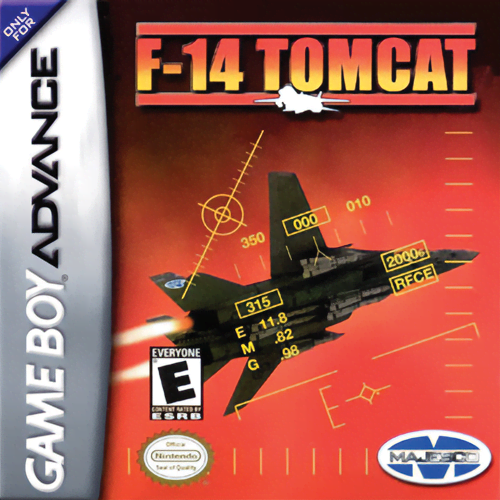 ONLY
FOR
GAME BOY ADVANCE
F-14 TOMCAT
350
000
010
2000
RFCE
315
E 11.8
M .82
G .98
E
EVERYONE
E
CONTENT RATED BY
ESRB
Official
Nintendo
Seal of Quality
MAJESCO